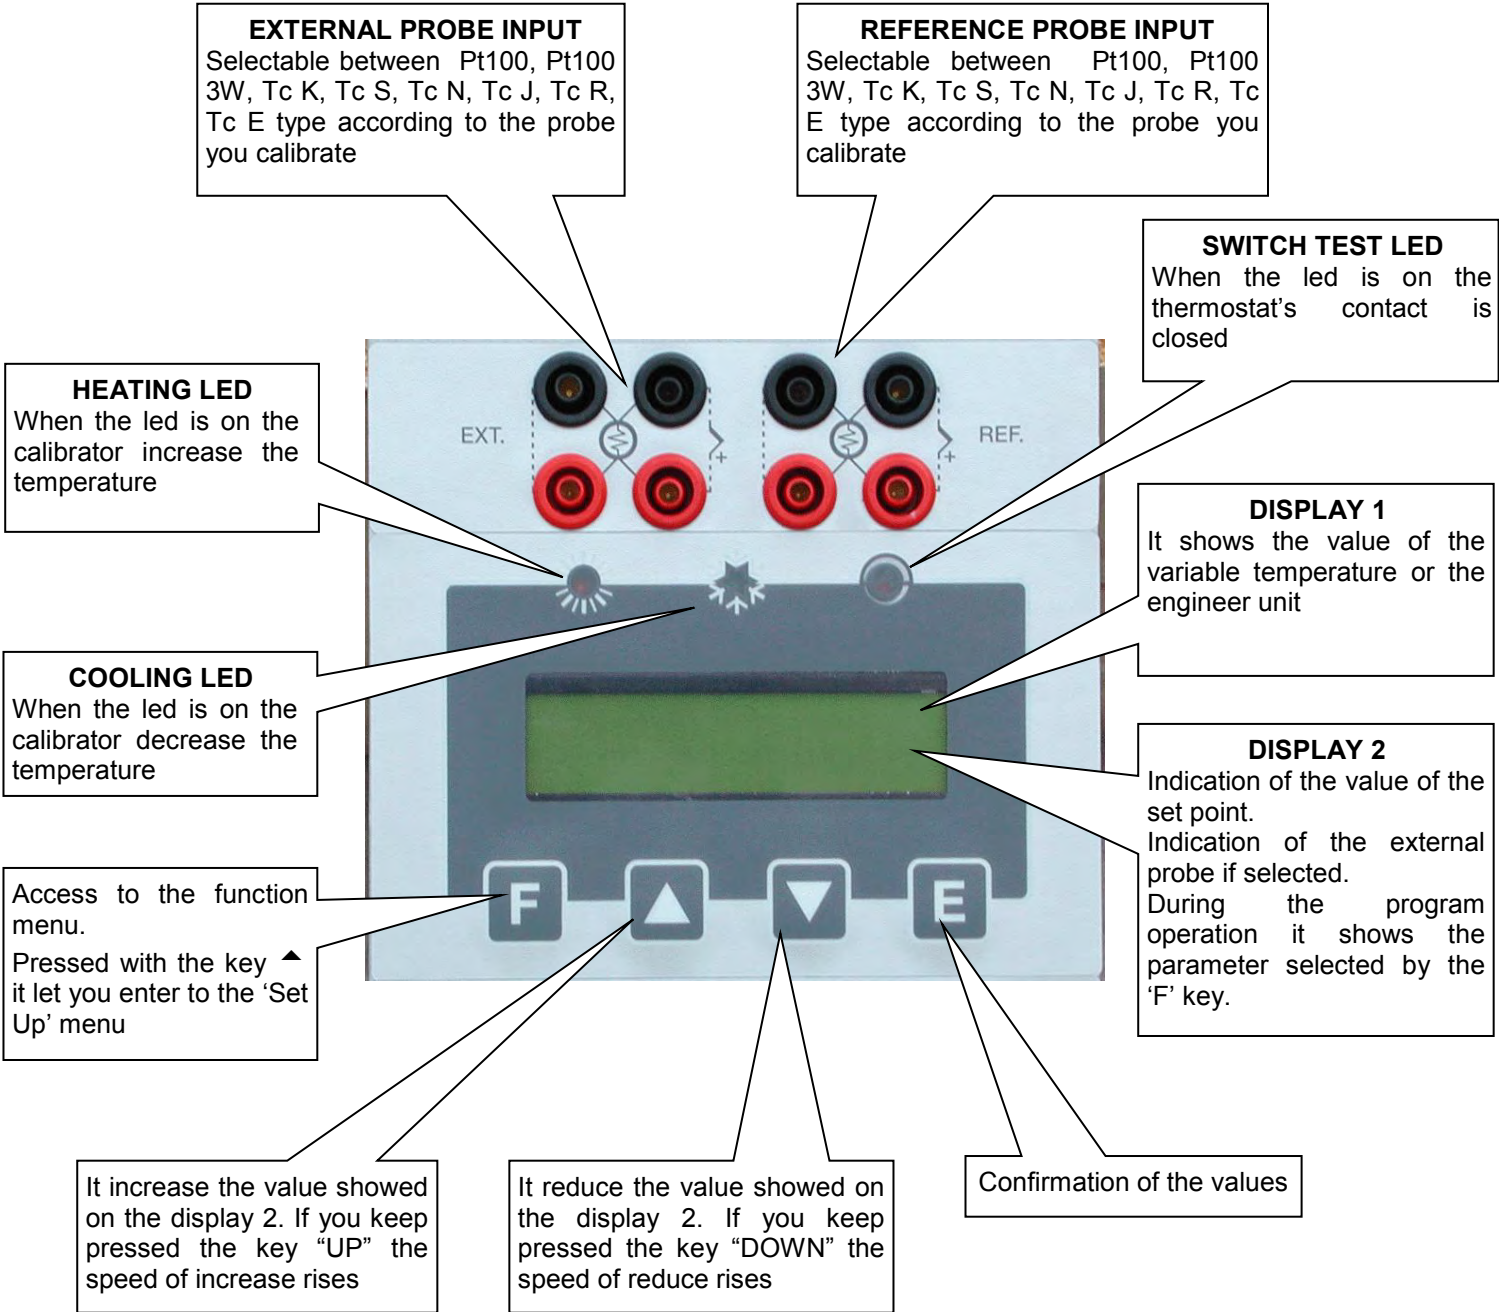 EXTERNAL PROBE INPUT
Selectable between Pt100, Pt100
3W, Tc K, Tc S, Tc N, Tc J, Tc R,
Tc E type according to the probe
you calibrate
REFERENCE PROBE INPUT
Selectable between Pt100, Pt100
3W, Tc K, Tc S, Tc N, Tc J, Tc R, Tc
E type according to the probe you
calibrate
SWITCH TEST LED
When the led is on the
thermostat’s contact is
closed
HEATING LED
When the led is on the
calibrator increase the
temperature
EXT.
+
+
REF.
DISPLAY 1
It shows the value of the
variable temperature or the
engineer unit
COOLING LED
When the led is on the
calibrator decrease the
temperature
DISPLAY 2
Indication of the value of the
set point.
Indication of the external
probe if selected.
During the program
operation it shows the
parameter selected by the
‘F’ key.
Access to the function
menu.
Pressed with the key ▲
it let you enter to the ‘Set
Up’ menu
F ▲ ▼ E
It increase the value showed
on the display 2. If you keep
pressed the key “UP” the
speed of increase rises
It reduce the value showed on
the display 2. If you keep
pressed the key “DOWN” the
speed of reduce rises
Confirmation of the values